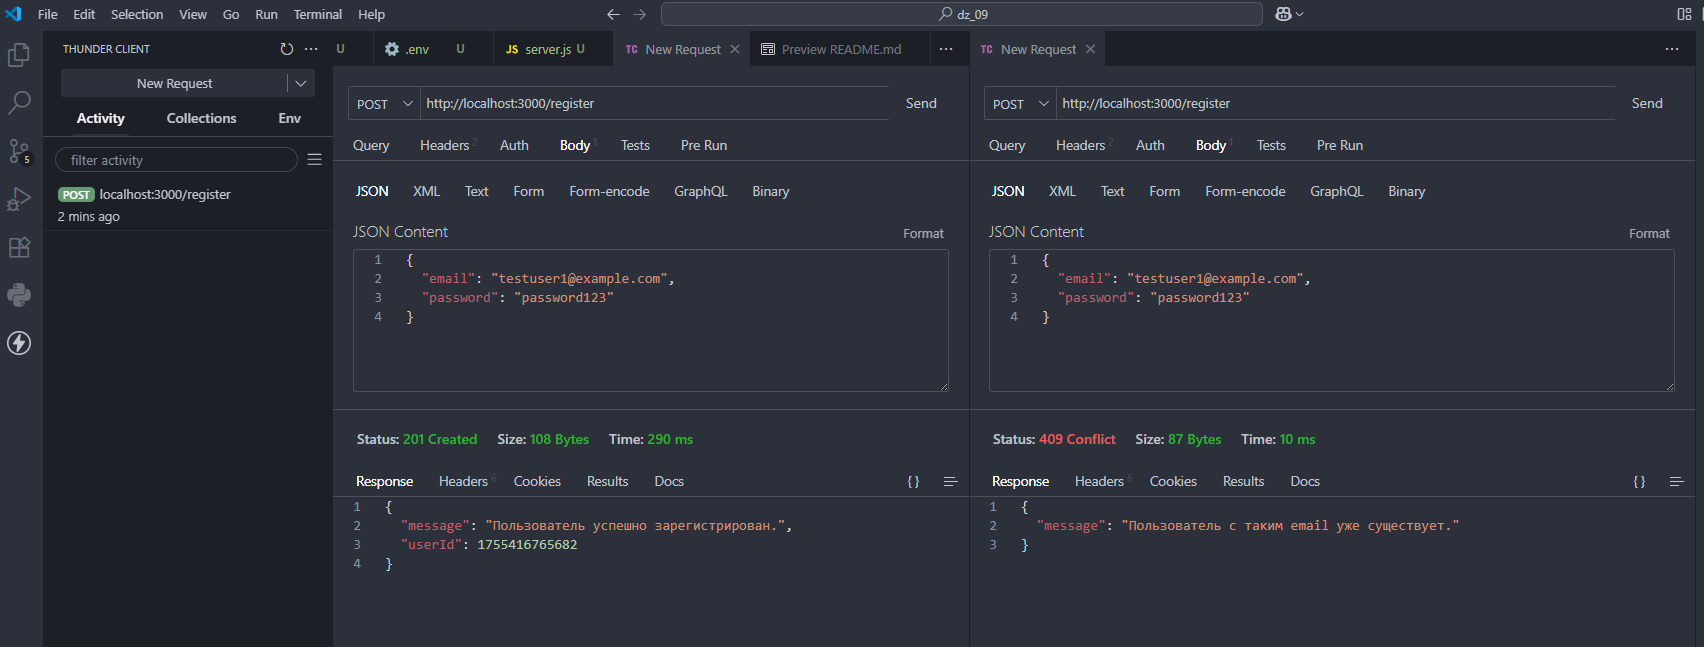 File Edit Selection View Go Run Terminal Help
dz_09
THUNDER CLIENT
New Request
Activity Collections Env
filter activity
POST localhost:3000/register
2 mins ago
5
U
.env U
JS server.js U
TC New Request
Preview README.md
POST http://localhost:3000/register Send
Query Headers 2 Auth Body 1 Tests Pre Run
JSON XML Text Form Form-encode GraphQL Binary
JSON Content Format
1 {
2 "email": "testuser1@example.com",
3 "password": "password123"
4 }
Status: 201 Created Size: 108 Bytes Time: 290 ms
Response Headers 6 Cookies Results Docs {}
1 {
2 "message": "Пользователь успешно зарегистрирован.",
3 "userId": 1755416765682
4 }
TC New Request
POST http://localhost:3000/register Send
Query Headers 2 Auth Body 1 Tests Pre Run
JSON XML Text Form Form-encode GraphQL Binary
JSON Content Format
1 {
2 "email": "testuser1@example.com",
3 "password": "password123"
4 }
Status: 409 Conflict Size: 87 Bytes Time: 10 ms
Response Headers 6 Cookies Results Docs {}
1 {
2 "message": "Пользователь с таким email уже существует."
3 }